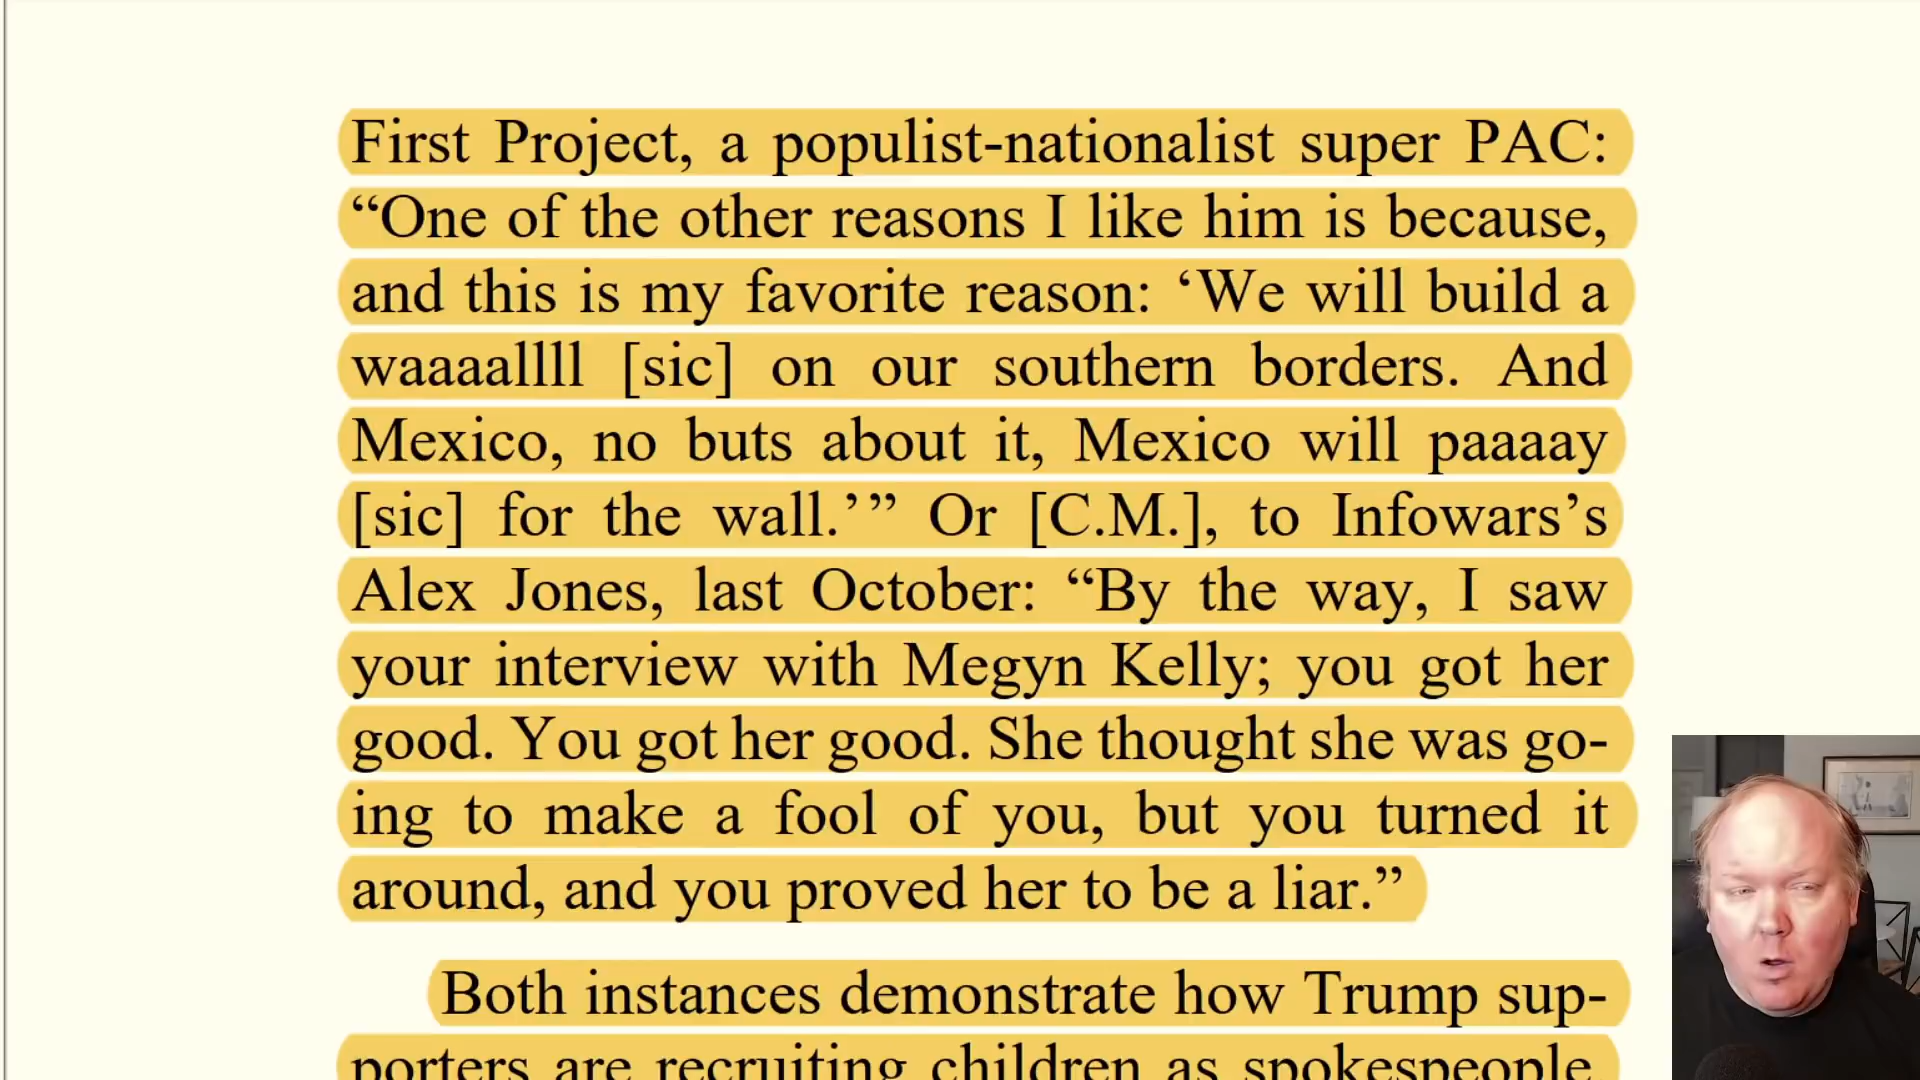 First Project, a populist-nationalist super PAC:
“One of the other reasons I like him is because,
and this is my favorite reason: ‘We will build a
waaaallll [sic] on our southern borders. And
Mexico, no buts about it, Mexico will paaaay
[sic] for the wall.’” Or [C.M.], to Infowars’s
Alex Jones, last October: “By the way, I saw
your interview with Megyn Kelly; you got her
good. You got her good. She thought she was go-
ing to make a fool of you, but you turned it
around, and you proved her to be a liar.”
Both instances demonstrate how Trump sup-
porters are recruiting children as spokespeople.